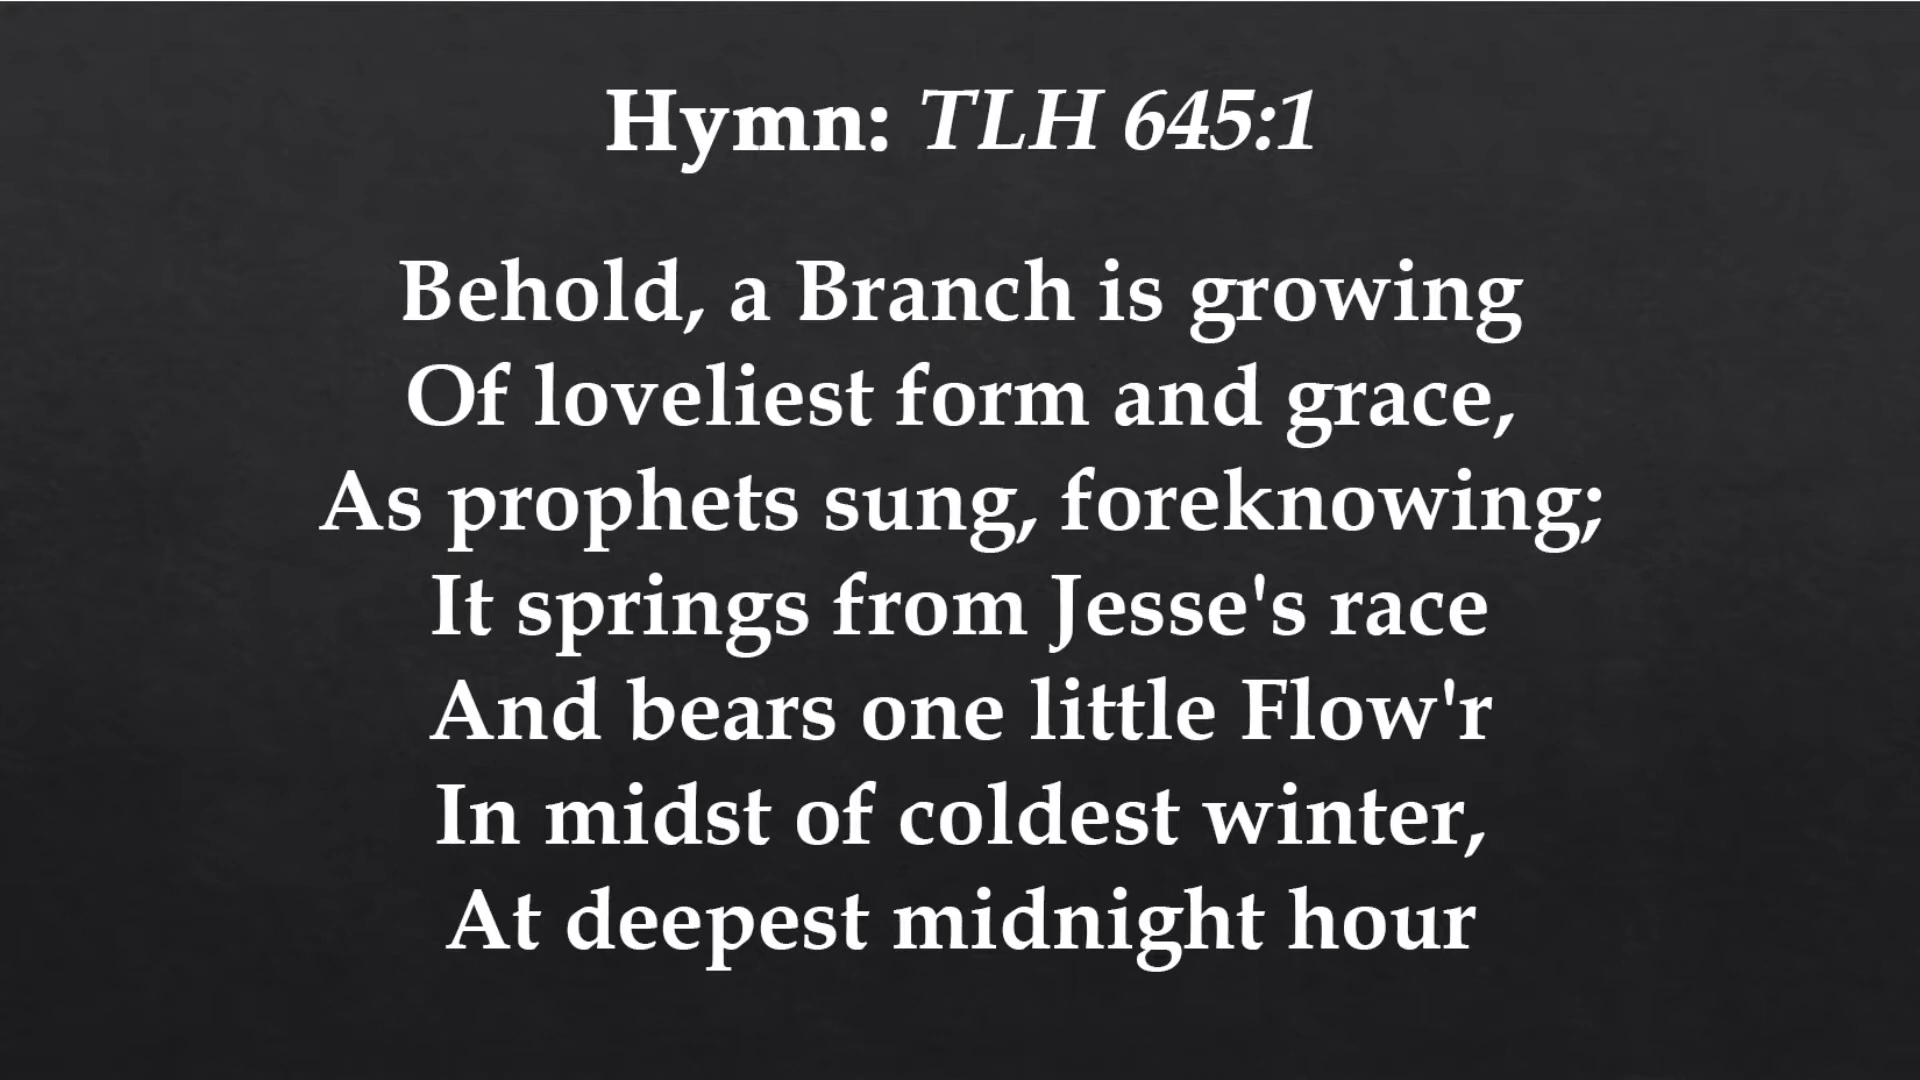 Hymn: TLH 645:1
Behold, a Branch is growing
Of loveliest form and grace,
As prophets sung, foreknowing;
It springs from Jesse's race
And bears one little Flow'r
In midst of coldest winter,
At deepest midnight hour